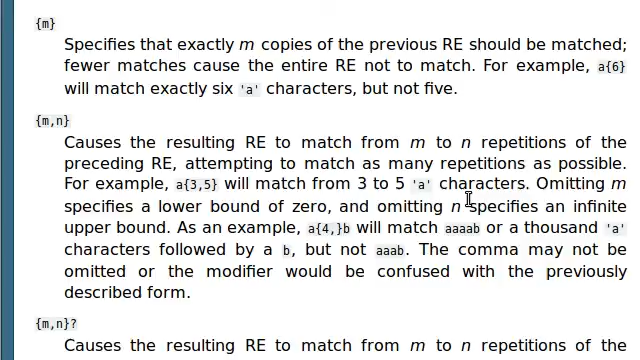 {m}
Specifies that exactly m copies of the previous RE should be matched;
fewer matches cause the entire RE not to match. For example, a{6}
will match exactly six 'a' characters, but not five.
{m,n}
Causes the resulting RE to match from m to n repetitions of the
preceding RE, attempting to match as many repetitions as possible.
For example, a{3,5} will match from 3 to 5 'a' characters. Omitting m
specifies a lower bound of zero, and omitting n specifies an infinite
upper bound. As an example, a{4,}b will match aaaab or a thousand 'a'
characters followed by a b, but not aaab. The comma may not be
omitted or the modifier would be confused with the previously
described form.
{m,n}?
Causes the resulting RE to match from m to n repetitions of the